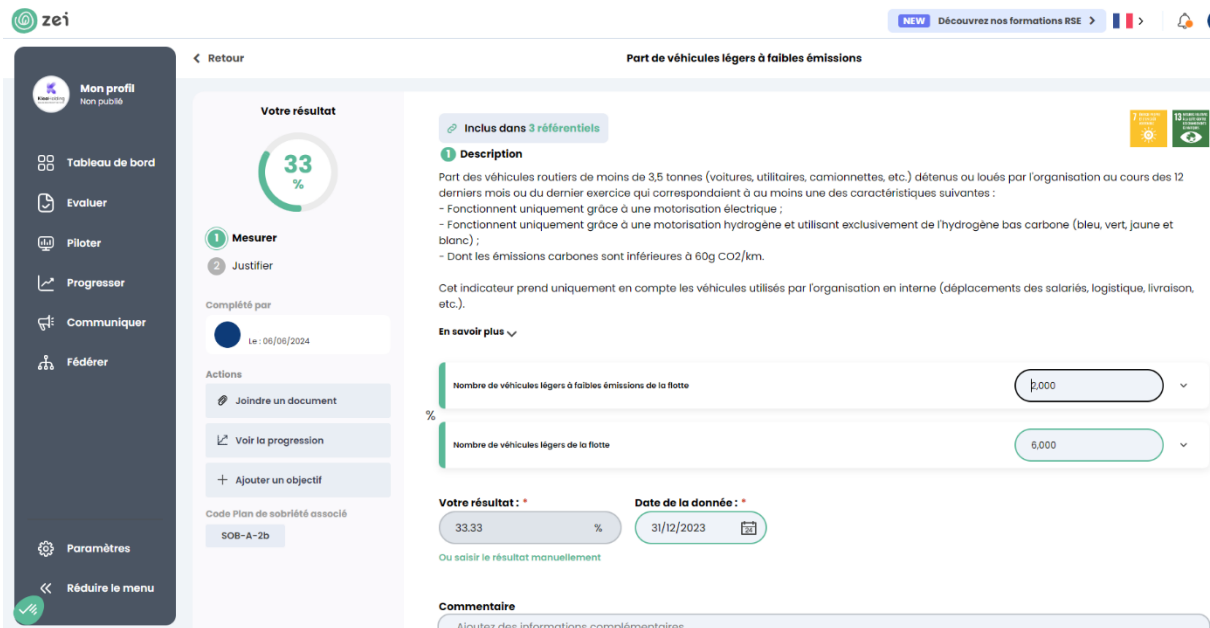 zei
NEW Découvrez nos formations RSE
Retour
Part de véhicules légers à faibles émissions
Mon profil
Non publié
Tableau de bord
Evaluer
Piloter
Progresser
Communiquer
Fédérer
Paramètres
Réduire le menu
Votre résultat
33
%
1 Mesurer
2 Justifier
Complété par
Le : 06/06/2024
Actions
Joindre un document
Voir la progression
Ajouter un objectif
Code Plan de sobriété associé
SOB-A-2b
Inclus dans 3 référentiels
7
13
1 Description
Part des véhicules routiers de moins de 3,5 tonnes (voitures, utilitaires, camionnettes, etc.) détenus ou loués par l'organisation au cours des 12
derniers mois ou du dernier exercice qui correspondaient à au moins une des caractéristiques suivantes :
- Fonctionnent uniquement grâce à une motorisation électrique ;
- Fonctionnent uniquement grâce à une motorisation hydrogène et utilisant exclusivement de l'hydrogène bas carbone (bleu, vert, jaune et
blanc) ;
- Dont les émissions carbones sont inférieures à 60g CO2/km.
Cet indicateur prend uniquement en compte les véhicules utilisés par l'organisation en interne (déplacements des salariés, logistique, livraison,
etc.).
En savoir plus
Nombre de véhicules légers à faibles émissions de la flotte
2,000
%
Nombre de véhicules légers de la flotte
6,000
Votre résultat : *
Date de la donnée : *
33.33 %
31/12/2023
24
Ou saisir le résultat manuellement
Commentaire
Ajoutez des informations complémentaires